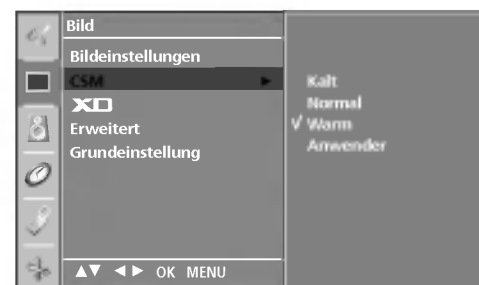 Bild
Bildeinstellungen
CSM
XD
Erweitert
Grundeinstellung
Kalt
Normal
√ Warm
Anwender
▲▼ ◄► OK MENU